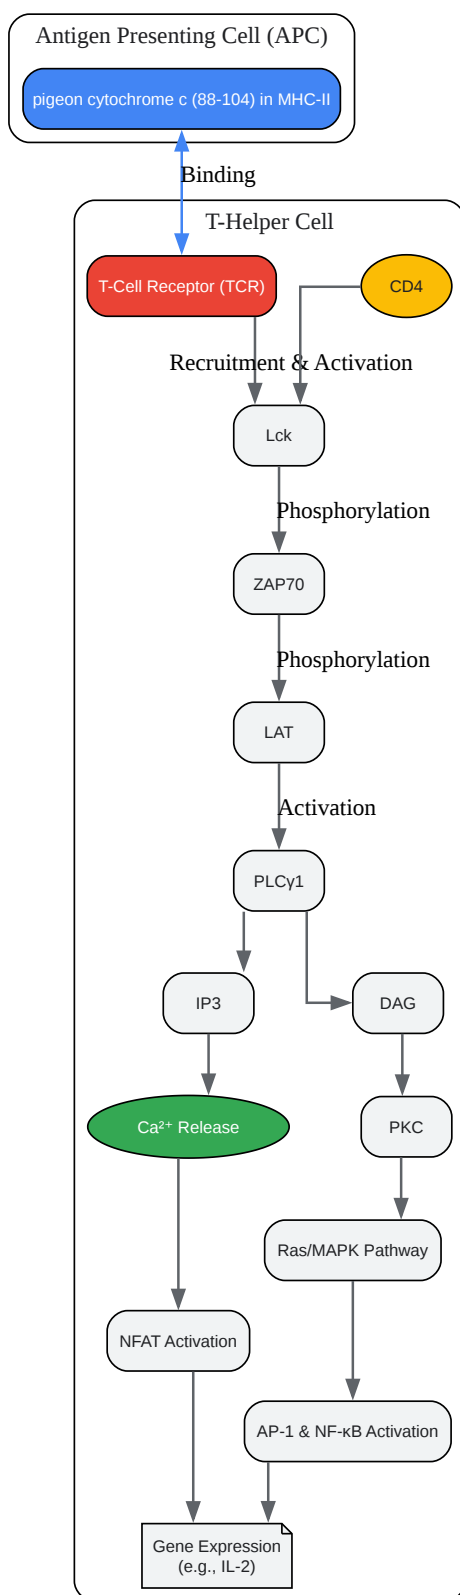 Antigen Presenting Cell (APC)
pigeon cytochrome c (88-104) in MHC-II
Binding
T-Helper Cell
T-Cell Receptor (TCR)
CD4
Recruitment & Activation
Lck
Phosphorylation
ZAP70
Phosphorylation
LAT
Activation
PLCγ1
IP3
DAG
Ca²⁺ Release
PKC
Ras/MAPK Pathway
NFAT Activation
AP-1 & NF-κB Activation
Gene Expression
(e.g., IL-2)